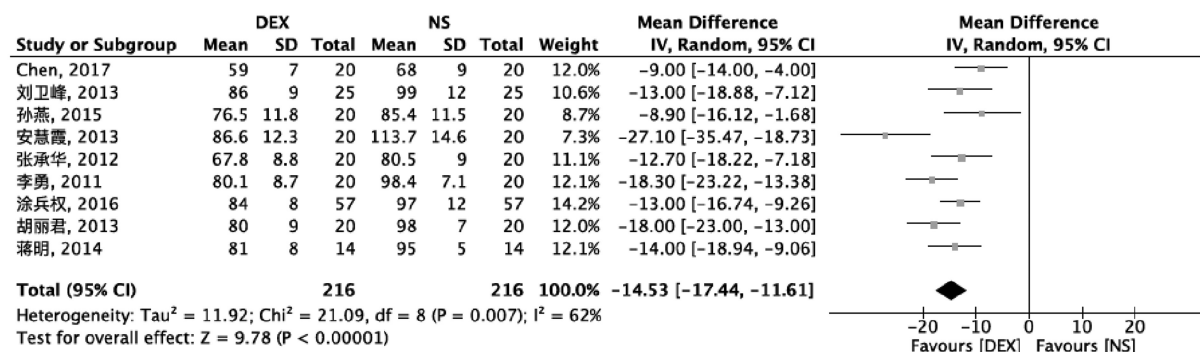 DEX NS Mean Difference Mean Difference
Study or Subgroup Mean SD Total Mean SD Total Weight IV, Random, 95% CI IV, Random, 95% CI
Chen, 2017 59 7 20 68 9 20 12.0% -9.00 [-14.00, -4.00]
刘卫峰, 2013 86 9 25 99 12 25 10.6% -13.00 [-18.88, -7.12]
孙燕, 2015 76.5 11.8 20 85.4 11.5 20 8.7% -8.90 [-16.12, -1.68]
安慧霞, 2013 86.6 12.3 20 113.7 14.6 20 7.3% -27.10 [-35.47, -18.73]
张承华, 2012 67.8 8.8 20 80.5 9 20 11.1% -12.70 [-18.22, -7.18]
李勇, 2011 80.1 8.7 20 98.4 7.1 20 12.1% -18.30 [-23.22, -13.38]
涂兵权, 2016 84 8 57 97 12 57 14.2% -13.00 [-16.74, -9.26]
胡丽君, 2013 80 9 20 98 7 20 12.0% -18.00 [-23.00, -13.00]
蒋明, 2014 81 8 14 95 5 14 12.1% -14.00 [-18.94, -9.06]
Total (95% CI) 216 216 100.0% -14.53 [-17.44, -11.61]
Heterogeneity: Tau² = 11.92; Chi² = 21.09, df = 8 (P = 0.007); I² = 62%
Test for overall effect: Z = 9.78 (P < 0.00001)
-20 -10 0 10 20
Favours [DEX] Favours [NS]